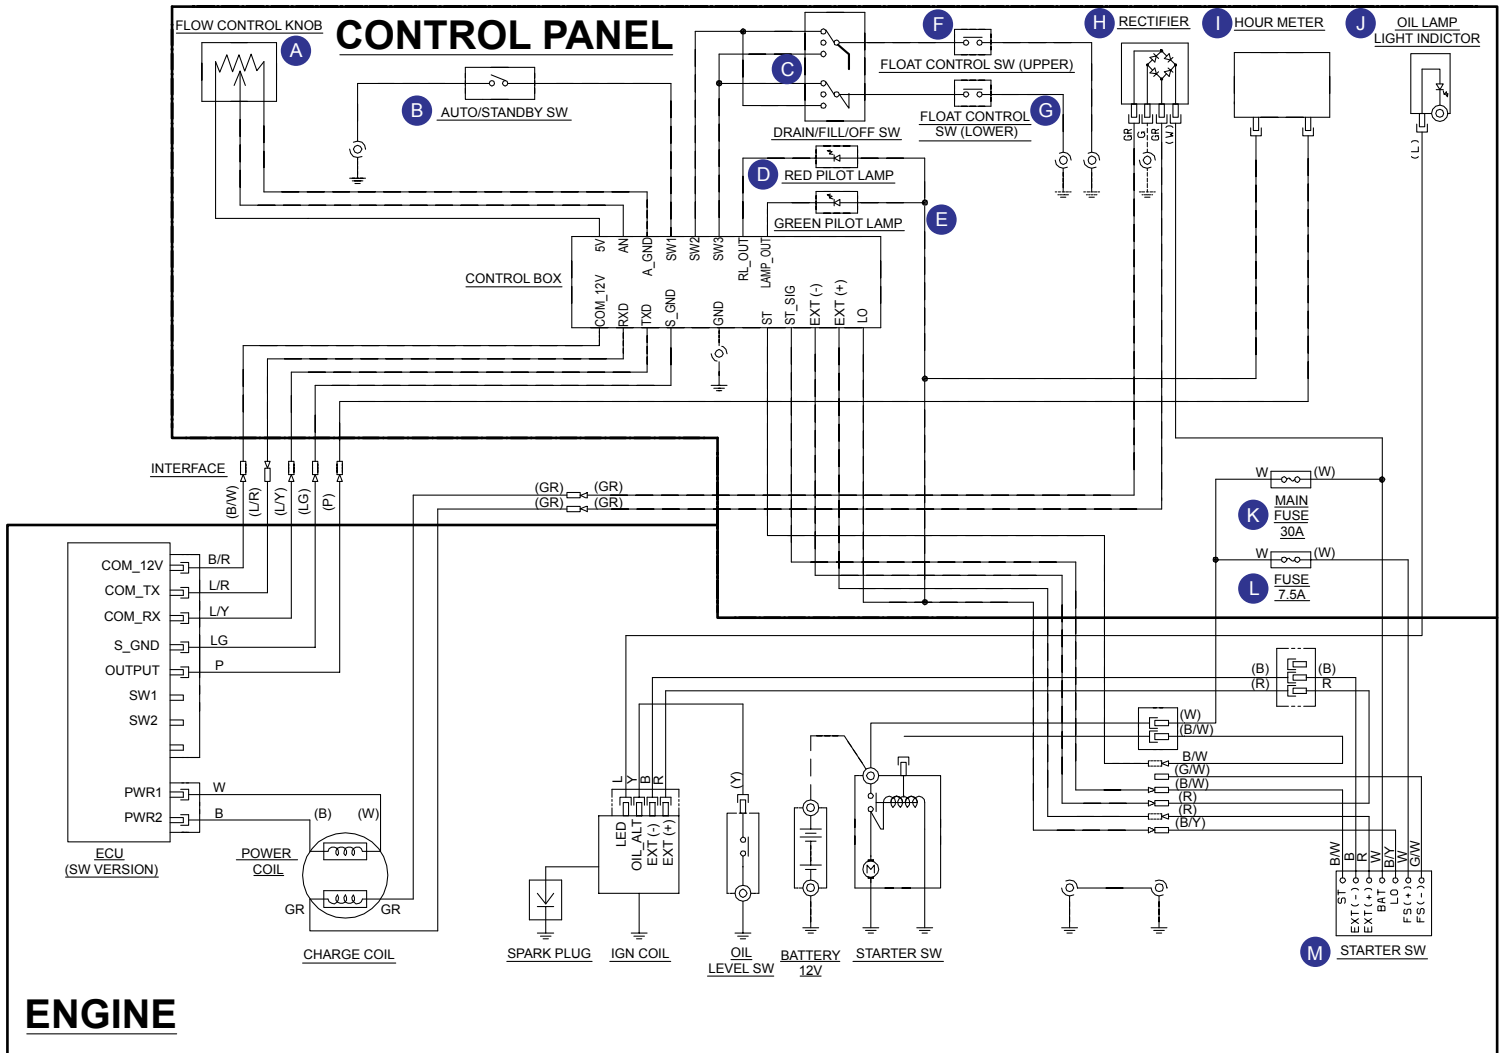 FLOW CONTROL KNOB
A
CONTROL PANEL
B
AUTO/STANDBY SW
C
DRAIN/FILL/OFF SW
F
FLOAT CONTROL SW (UPPER)
G
FLOAT CONTROL
SW (LOWER)
H
RECTIFIER
I
HOUR METER
J
OIL LAMP
LIGHT INDICTOR
GR
G
GR
(W)
(L)
D
RED PILOT LAMP
GREEN PILOT LAMP
E
CONTROL BOX
5V
AN
A_GND
SW1
SW2
SW3
RL_OUT
LAMP_OUT
COM_12V
RXD
TXD
S_GND
GND
ST
ST_SIG
EXT (-)
EXT (+)
LO
INTERFACE
(B/W)
(L/R)
(L/Y)
(LG)
(P)
(GR)
(GR)
(GR)
(GR)
W
(W)
K
MAIN
FUSE
30A
W
(W)
L
FUSE
7.5A
COM_12V
B/R
COM_TX
L/R
COM_RX
L/Y
S_GND
LG
OUTPUT
P
SW1
SW2
PWR1
W
PWR2
B
(B)
(W)
ECU
(SW VERSION)
POWER
COIL
GR
GR
CHARGE COIL
(B)
(B)
(R)
R
(W)
(B/W)
B/W
(G/W)
(B/W)
(R)
(R)
(B/Y)
L
Y
B
R
LED
OIL_ALT
EXT (-)
EXT (+)
(Y)
M
B/W
B
R
W
B/Y
W
G/W
ST
EXT(-)
EXT(+)
BAT
LO
FS(+)
FS(-)
SPARK PLUG
IGN COIL
OIL
LEVEL SW
BATTERY
12V
STARTER SW
M
STARTER SW
ENGINE